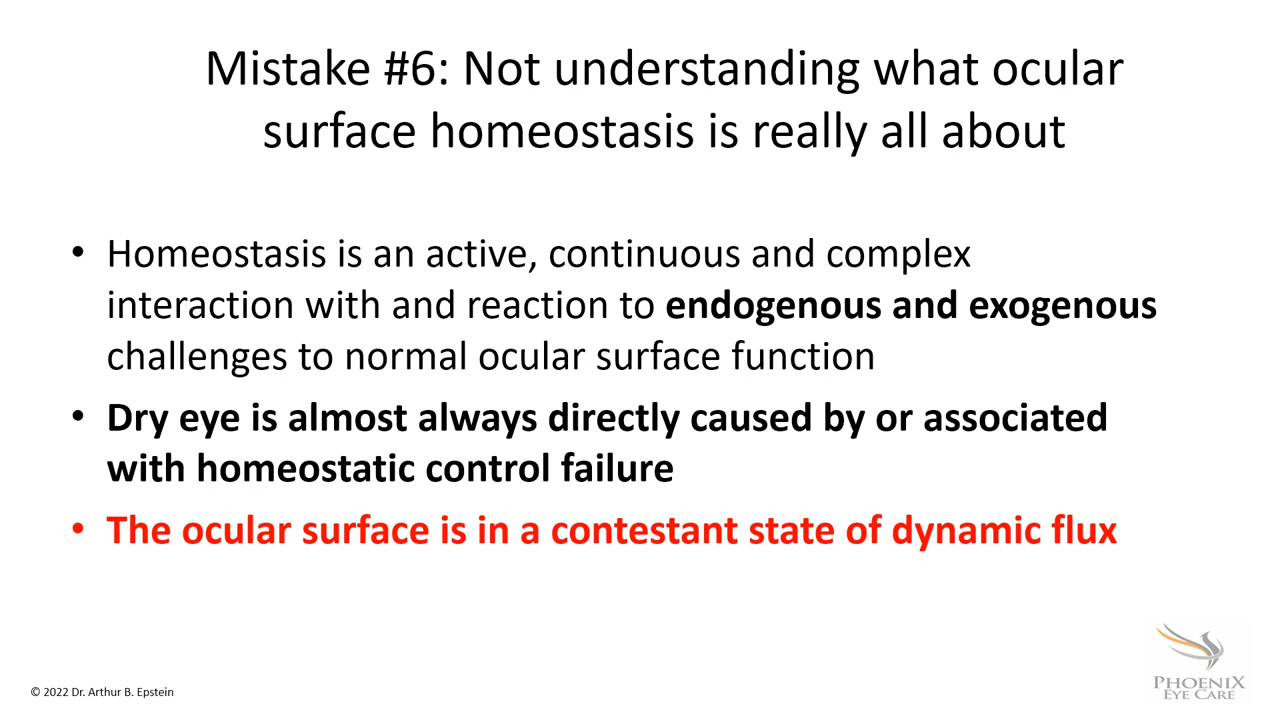 Mistake #6: Not understanding what ocular
surface homeostasis is really all about
• Homeostasis is an active, continuous and complex
interaction with and reaction to endogenous and exogenous
challenges to normal ocular surface function
• Dry eye is almost always directly caused by or associated
with homeostatic control failure
• The ocular surface is in a contestant state of dynamic flux
© 2022 Dr. Arthur B. Epstein
PHOENIX
EYE CARE